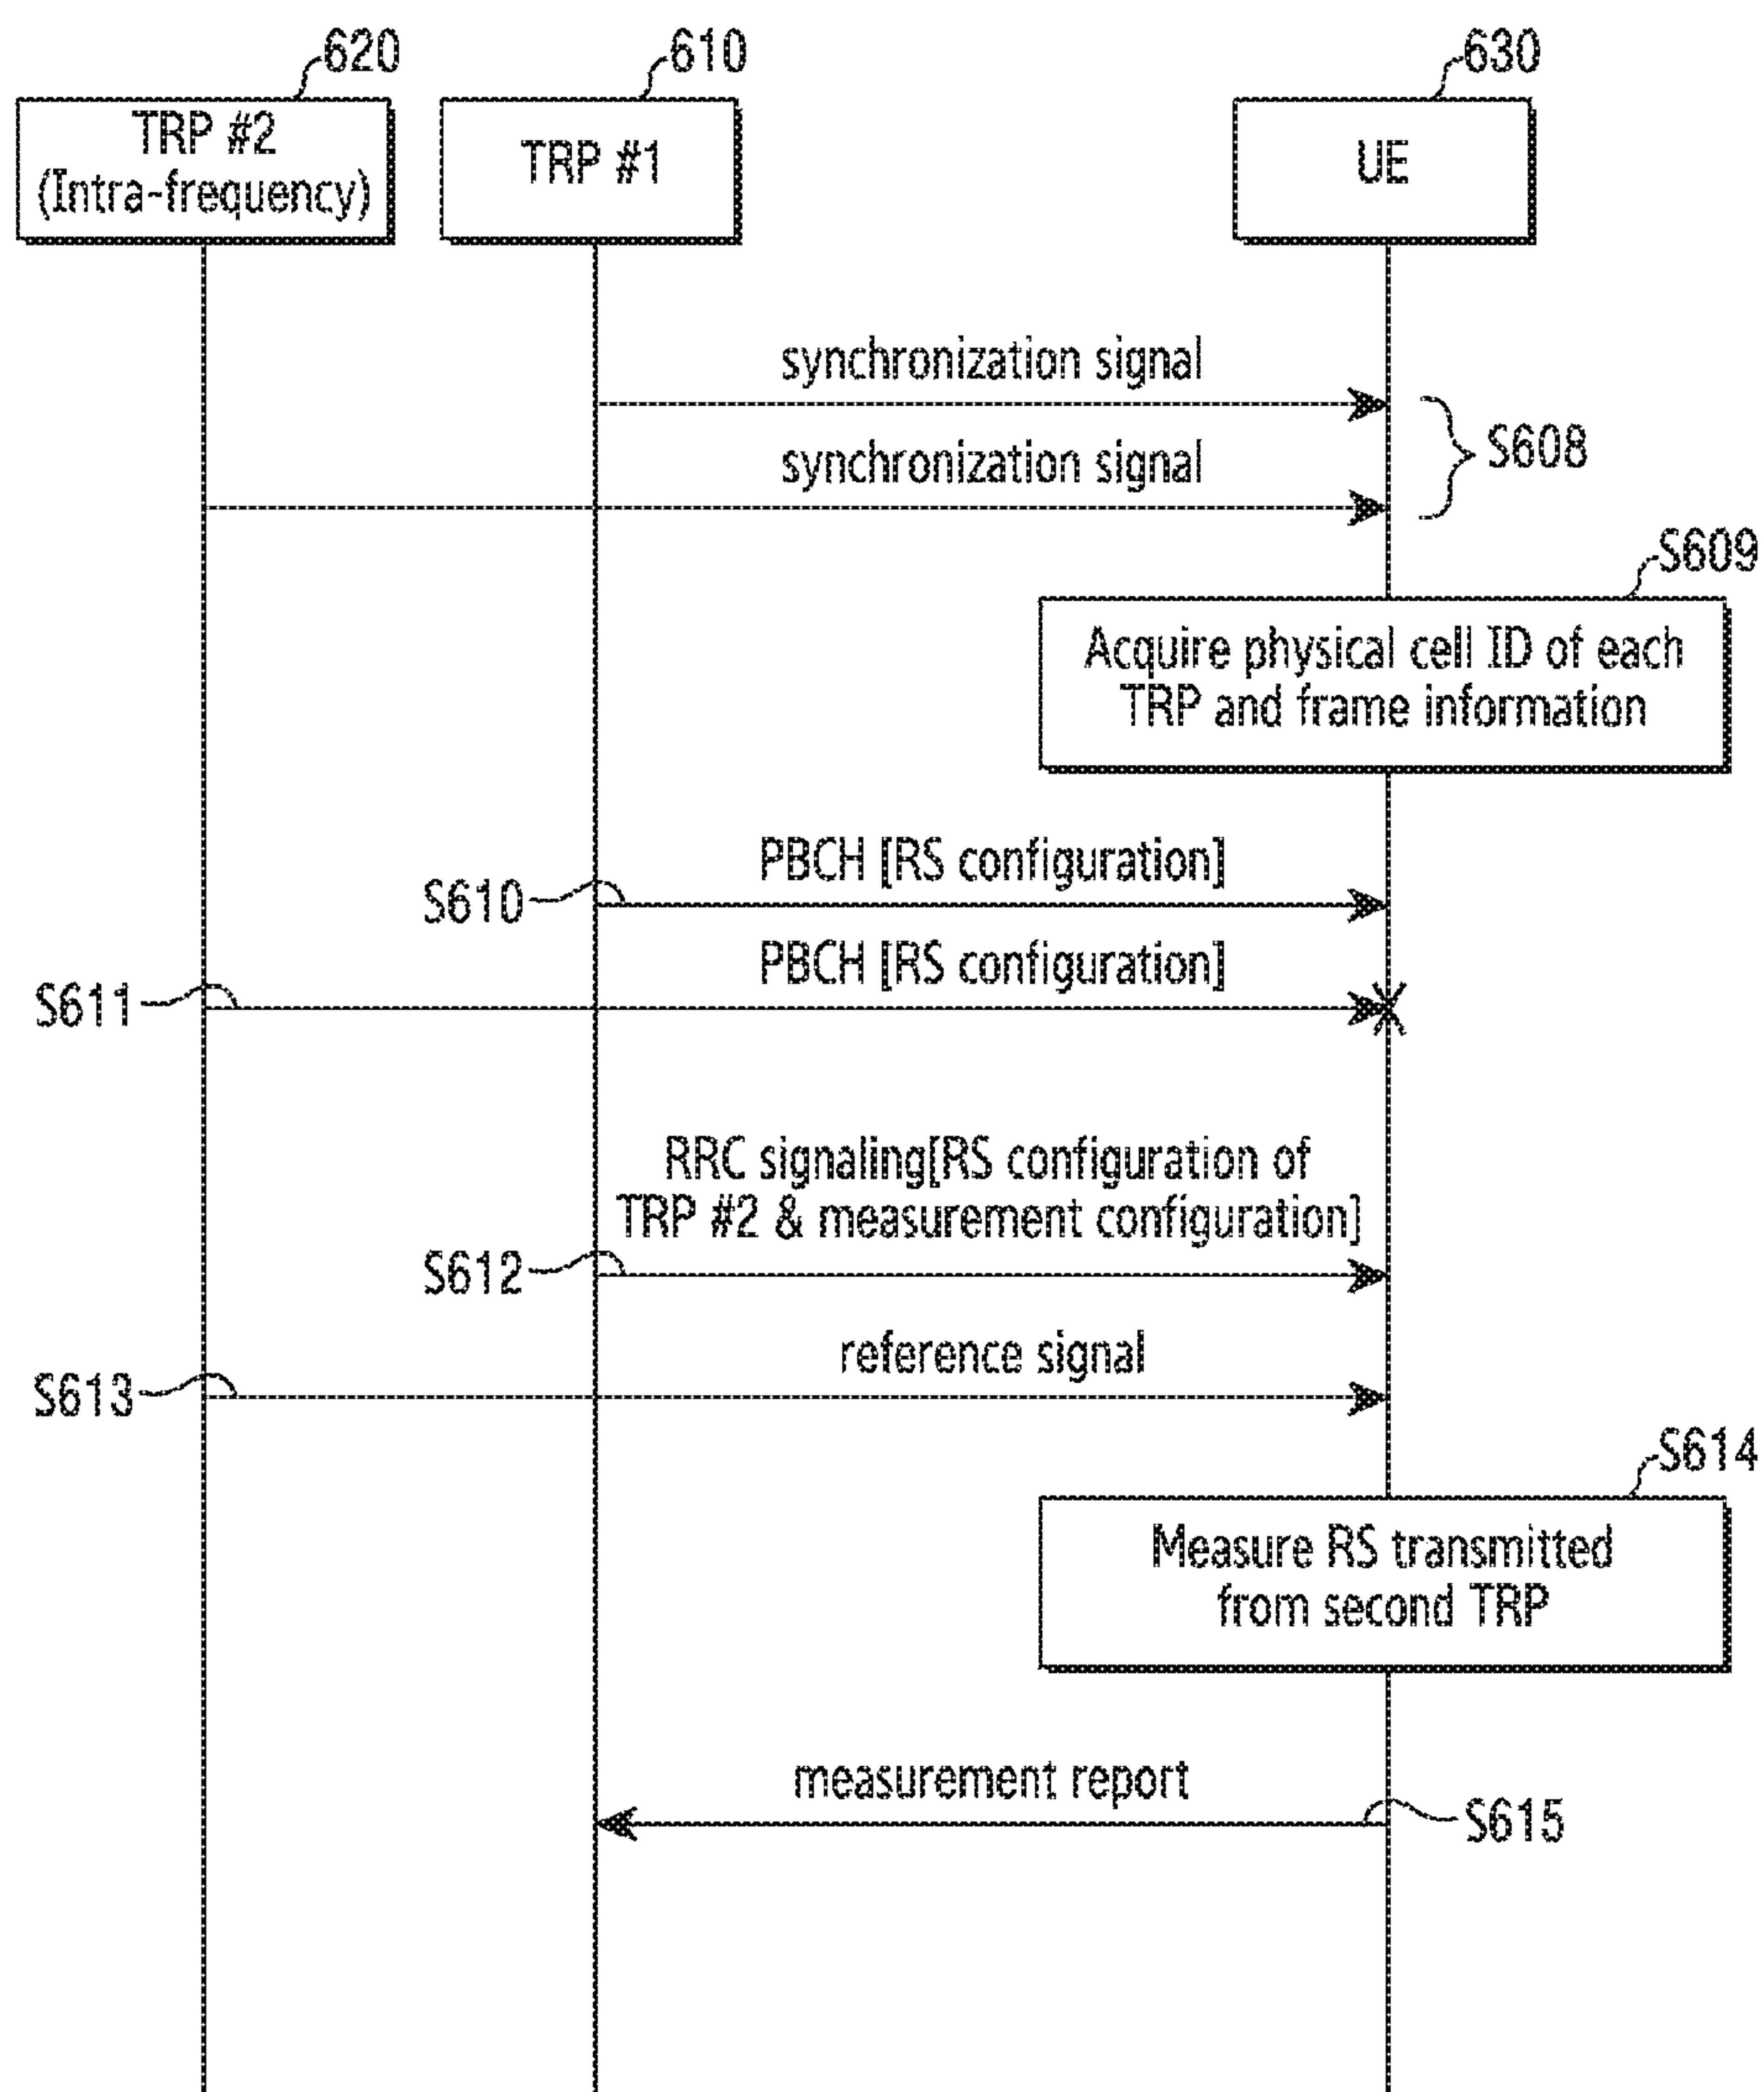 620
610
630
TRP #2
(Intra-frequency)
TRP #1
UE
synchronization signal
synchronization signal
S608
S609
Acquire physical cell ID of each
TRP and frame information
PBCH [RS configuration]
S610
PBCH [RS configuration]
S611
RRC signaling[RS configuration of
TRP #2 & measurement configuration]
S612
reference signal
S613
S614
Measure RS transmitted
from second TRP
measurement report
S615